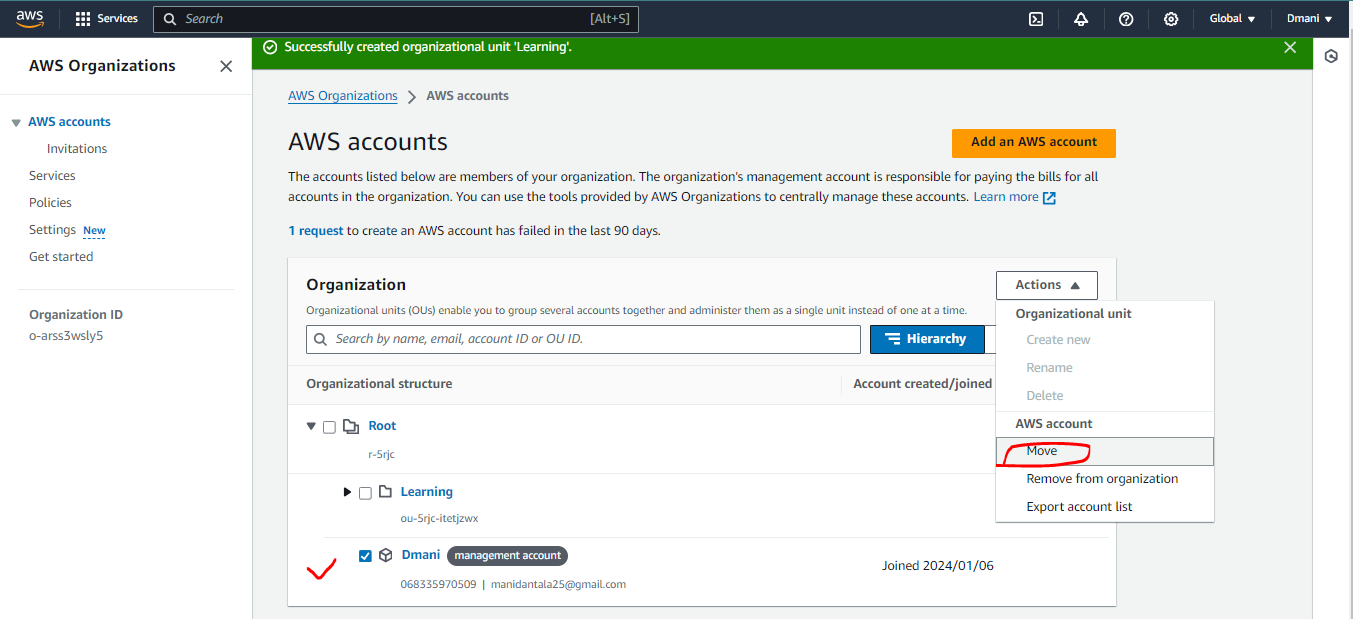 aws Services Search [Alt+S] Global Dmani
Successfully created organizational unit 'Learning'.
AWS Organizations
AWS accounts
Invitations
Services
Policies
Settings New
Get started
Organization ID
o-arss3wsly5
AWS Organizations AWS accounts
AWS accounts
Add an AWS account
The accounts listed below are members of your organization. The organization's management account is responsible for paying the bills for all
accounts in the organization. You can use the tools provided by AWS Organizations to centrally manage these accounts. Learn more
1 request to create an AWS account has failed in the last 90 days.
Organization
Organizational units (OUs) enable you to group several accounts together and administer them as a single unit instead of one at a time.
Search by name, email, account ID or OU ID.
Hierarchy
Actions
Organizational unit
Create new
Rename
Delete
AWS account
Move
Remove from organization
Export account list
Organizational structure Account created/joined
Root
r-5rjc
Learning
ou-5rjc-itetjzwx
Dmani management account
068335970509 | manidantala25@gmail.com
Joined 2024/01/06